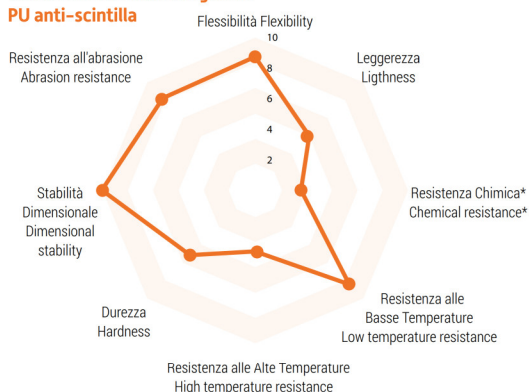 PU anti-scintilla
Flessibilità Flexibility
10
8
6
4
2
Leggerezza
Ligthness
Resistenza Chimica*
Chemical resistance*
Resistenza alle
Basse Temperature
Low temperature resistance
Resistenza alle Alte Temperature
High temperature resistance
Durezza
Hardness
Stabilità
Dimensionale
Dimensional
stability
Resistenza all'abrasione
Abrasion resistance